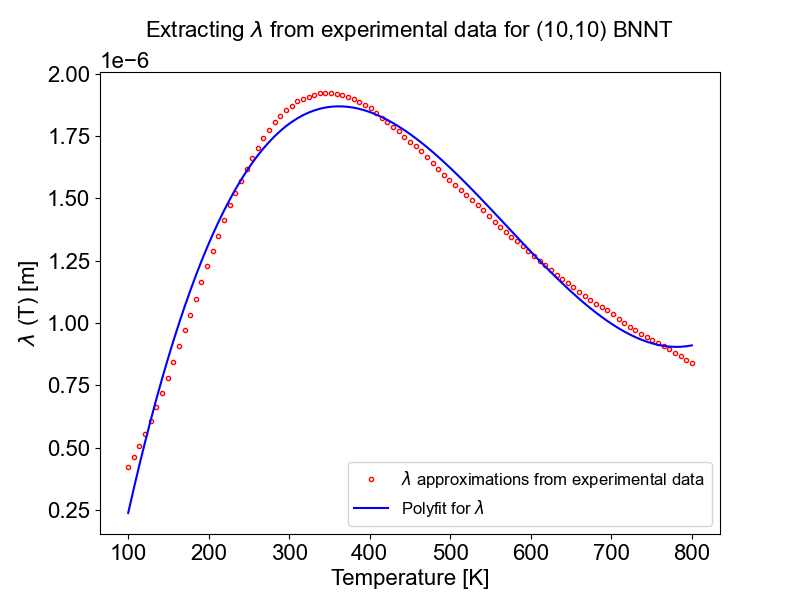 Extracting λ from experimental data for (10,10) BNNT
1e−6
2.00
1.75
1.50
1.25
1.00
0.75
0.50
0.25
λ (T) [m]
λ approximations from experimental data
Polyfit for λ
100 200 300 400 500 600 700 800
Temperature [K]